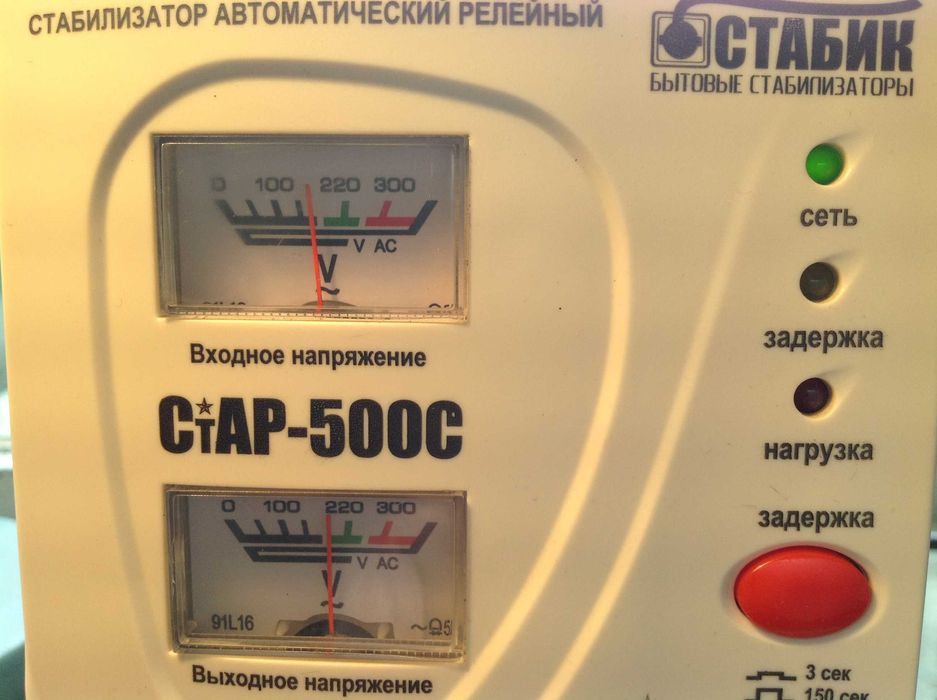 СТАБИЛИЗАТОР АВТОМАТИЧЕСКИЙ РЕЛЕЙНЫЙ
СТАБИК
БЫТОВЫЕ СТАБИЛИЗАТОРЫ
0 100 220 300
V AC
V
~
Входное напряжение
СтАР-500С
0 100 220 300
V AC
V
~
91L16
Выходное напряжение
сеть
задержка
нагрузка
задержка
3 сек
150 сек